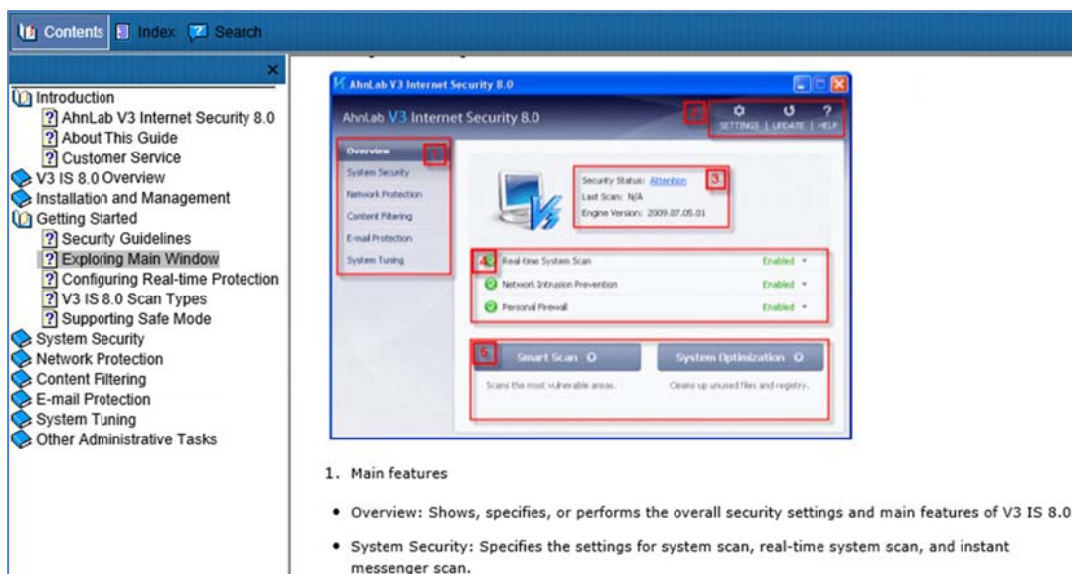 Contents Index Search
Introduction
AhnLab V3 Internet Security 8.0
About This Guide
Customer Service
V3 IS 8.0 Overview
Installation and Management
Getting Started
Security Guidelines
Exploring Main Window
Configuring Real-time Protection
V3 IS 8.0 Scan Types
Supporting Safe Mode
System Security
Network Protection
Content Filtering
E-mail Protection
System Tuning
Other Administrative Tasks
AhnLab V3 Internet Security 8.0
AhnLab V3 Internet Security 8.0
SETTINGS | UPDATE | HELP
Overview
System Security
Network Protection
Content Filtering
E-mail Protection
System Tuning
3
Security Status: Attention
Last Scan: N/A
Engine Version: 2009.07.05.01
4
Real-time System Scan Enabled
Network Intrusion Prevention Enabled
Personal Firewall Enabled
5
Smart Scan System Optimization
Scans the most vulnerable areas. Cleans up unused files and registry.
1. Main features
• Overview: Shows, specifies, or performs the overall security settings and main features of V3 IS 8.0
• System Security: Specifies the settings for system scan, real-time system scan, and instant
messenger scan.